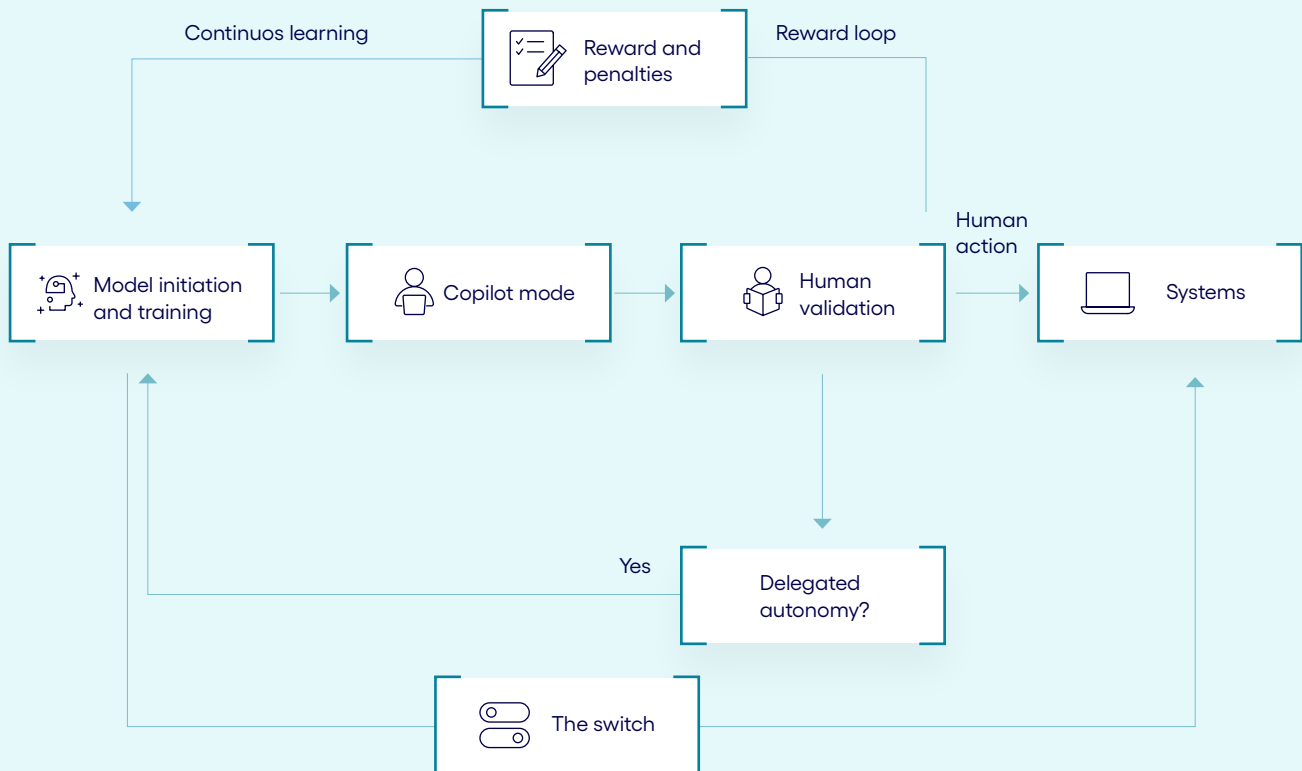 Continuos learning
Reward and
penalties
Reward loop
Human
action
Model initiation
and training
Copilot mode
Human
validation
Systems
Yes
Delegated
autonomy?
The switch